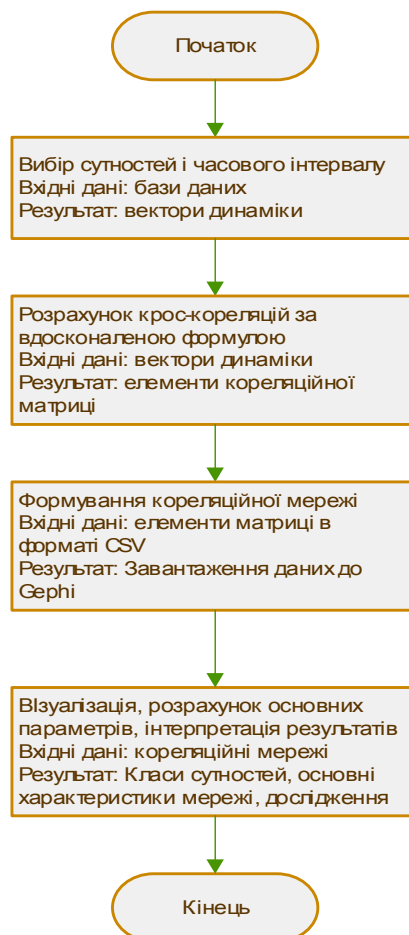 Початок
Вибір сутностей і часового інтервалу
Вхідні дані: бази даних
Результат: вектори динаміки
Розрахунок крос-кореляцій за
вдосконаленою формулою
Вхідні дані: вектори динаміки
Результат: елементи кореляційної
матриці
Формування кореляційної мережі
Вхідні дані: елементи матриці в
форматі CSV
Результат: Завантаження даних до
Gephi
ВІзуалізація, розрахунок основних
параметрів, інтерпретація результатів
Вхідні дані: кореляційні мережі
Результат: Класи сутностей, основні
характеристики мережі, дослідження
Кінець